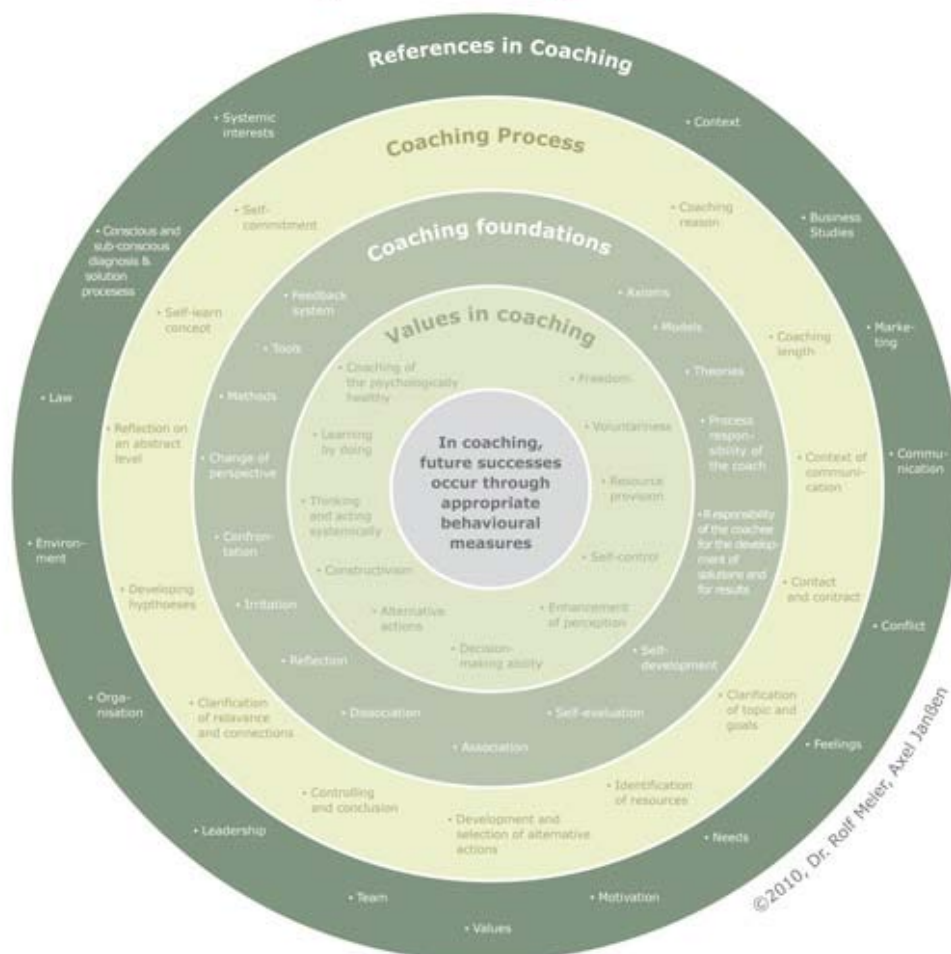 References in Coaching
• Context
• Business
Studies
• Marke-
ting
• Commu-
nication
• Conflict
• Feelings
• Needs
• Motivation
• Values
• Team
• Leadership
• Orga-
nisation
• Environ-
ment
• Law
• Conscious and
sub-conscious
diagnosis &
solution
procesess
• Systemic
interests
Coaching Process
• Coaching
reason
• Coaching
length
• Context of
communi-
cation
• Contact
and contract
• Clarification
of topic and
goals
• Identification
of resources
• Development and
selection of alternative
actions
• Controlling
and conclusion
• Clarification
of relavance
and connections
• Developing
hypthoeses
• Reflection on
an abstract
level
• Self-learn
concept
• Self-
commitment
Coaching foundations
• Axioms
• Models
• Theories
• Process
respon-
sibility of
the coach
• Responsibility
of the coachee
for the develop-
ment of
solutions and
for results
• Self-
development
• Self-evaluation
• Association
• Dissociation
• Reflection
• Irritation
• Confron-
tation
• Change of
perspective
• Methods
• Tools
• Feedback
system
Values in coaching
• Freedom
• Voluntariness
• Resource
provision
• Self-control
• Enhancement
of perception
• Decision-
making ability
• Alternative
actions
• Constructivism
• Thinking
and acting
systemically
• Learning
by doing
• Coaching of
the psychologically
healthy
In coaching,
future successes
occur through
appropriate
behavioural
measures
©2010, Dr. Rolf Meier, Axel Janßen